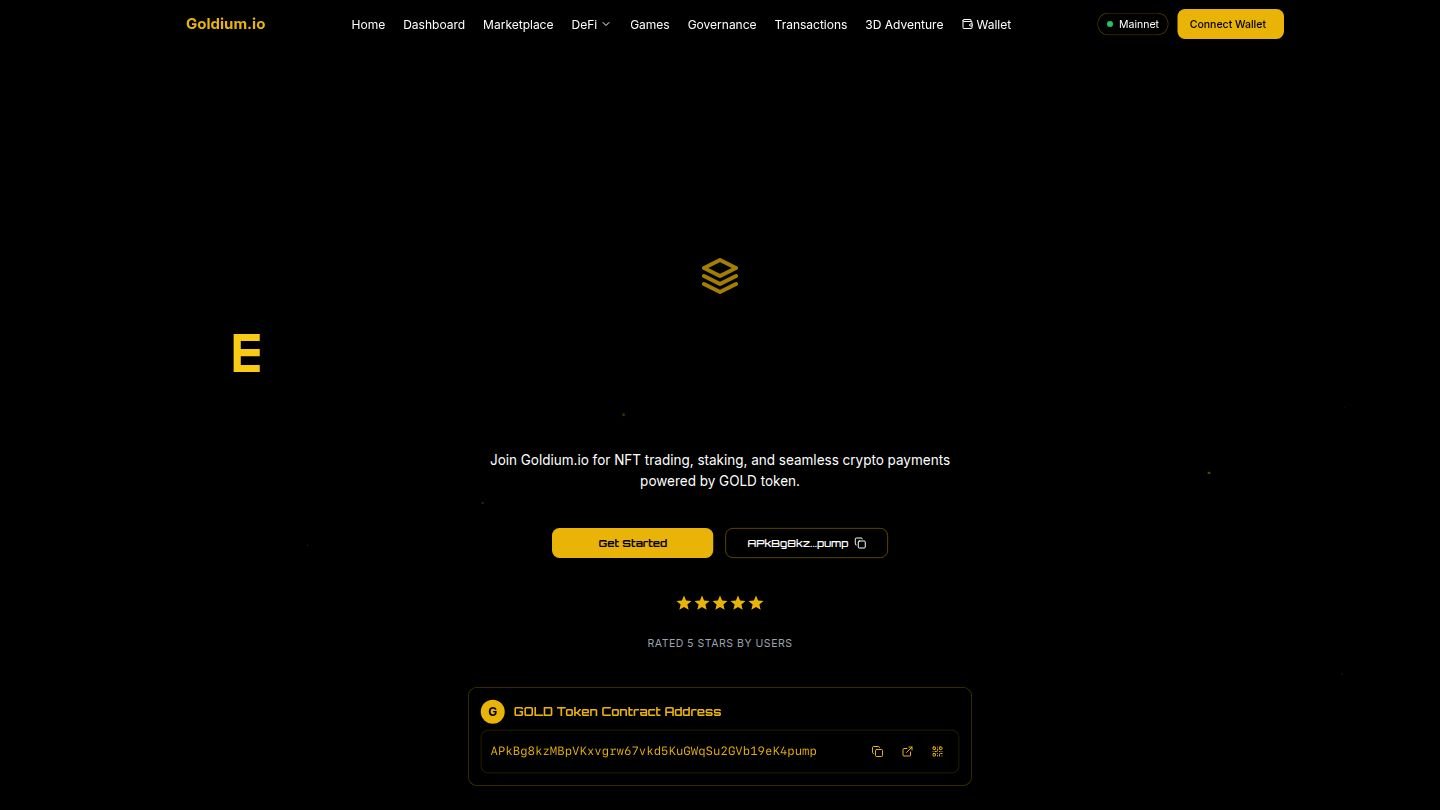 Goldium.io
Home Dashboard Marketplace DeFi Games Governance Transactions 3D Adventure Wallet
Mainnet
Connect Wallet
E
Join Goldium.io for NFT trading, staking, and seamless crypto payments
powered by GOLD token.
Get Started
APkBg8kz...pump
RATED 5 STARS BY USERS
G
GOLD Token Contract Address
APkBg8kzMBpVKxvgrw67vkd5KuGWqSu2GVb19eK4pump